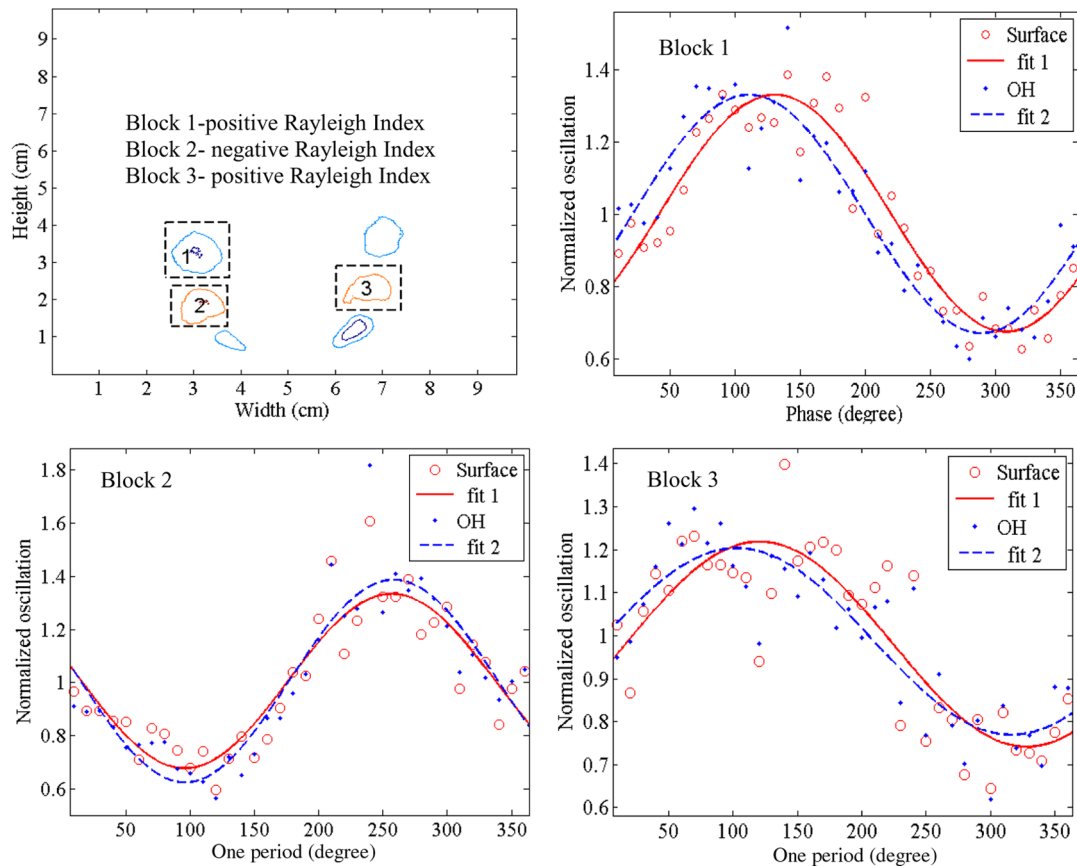 9
8
7
6
5
4
3
2
1
Height (cm)
Block 1-positive Rayleigh Index
Block 2- negative Rayleigh Index
Block 3- positive Rayleigh Index
1
2
3
1 2 3 4 5 6 7 8 9
Width (cm)
Block 1
Surface
fit 1
OH
fit 2
1.4
1.2
1
0.8
0.6
Normalized oscillation
50 100 150 200 250 300 350
Phase (degree)
Block 2
Surface
fit 1
OH
fit 2
1.8
1.6
1.4
1.2
1
0.8
0.6
Normalized oscillation
50 100 150 200 250 300 350
One period (degree)
Block 3
Surface
fit 1
OH
fit 2
1.4
1.3
1.2
1.1
1
0.9
0.8
0.7
0.6
Normalized oscillation
50 100 150 200 250 300 350
One period (degree)